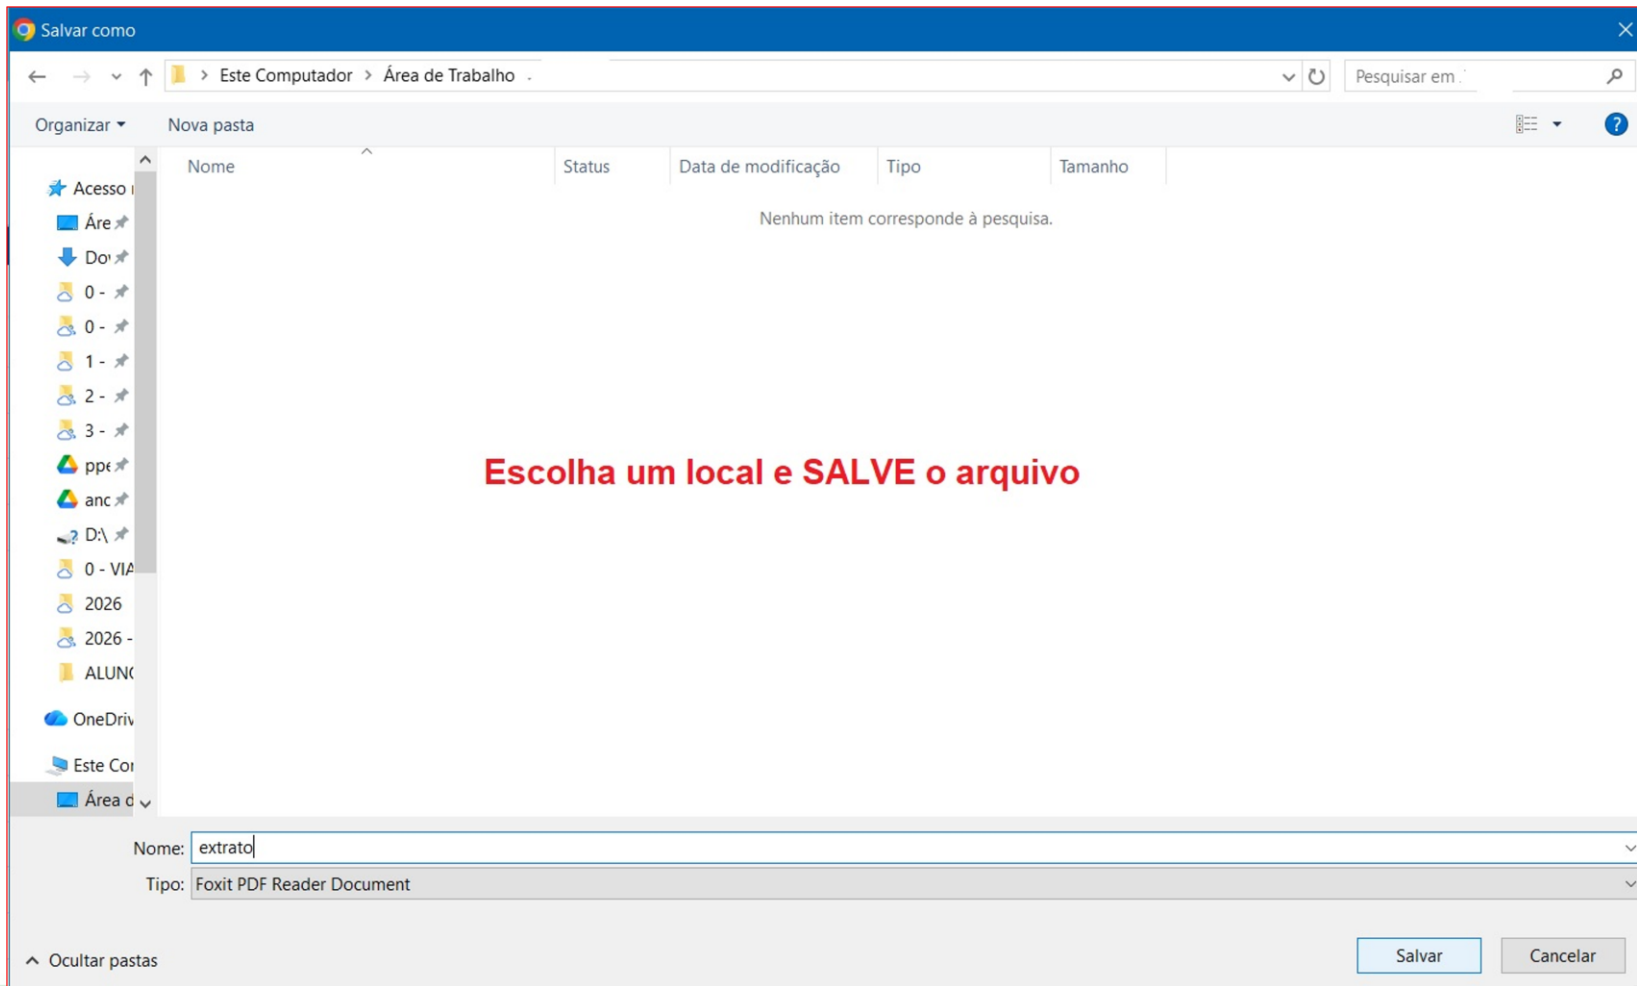 Salvar como
Este Computador > Área de Trabalho
Pesquisar em
Organizar
Nova pasta
Nome Status Data de modificação Tipo Tamanho
Nenhum item corresponde à pesquisa.
Acesso
Áre
Do
0 -
0 -
1 -
2 -
3 -
ppe
anc
D:\
0 - VIA
2026
2026 -
ALUN
OneDriv
Este Co
Área d
Escolha um local e SALVE o arquivo
Nome: extrato
Tipo: Foxit PDF Reader Document
Ocultar pastas
Salvar
Cancelar